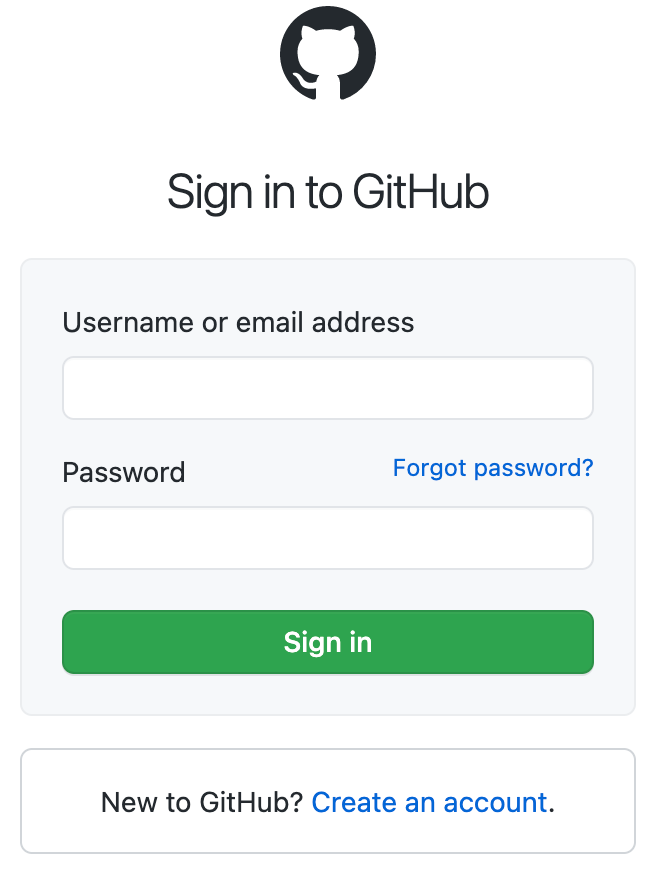 Sign in to GitHub
Username or email address
Password Forgot password?
Sign in
New to GitHub? Create an account.